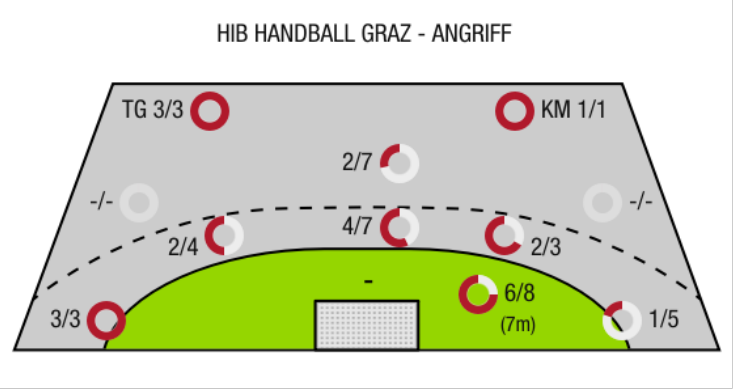 HIB HANDBALL GRAZ - ANGRIFF
TG 3/3
KM 1/1
2/7
-/-
-/-
2/4
4/7
2/3
-
3/3
6/8
(7m)
1/5